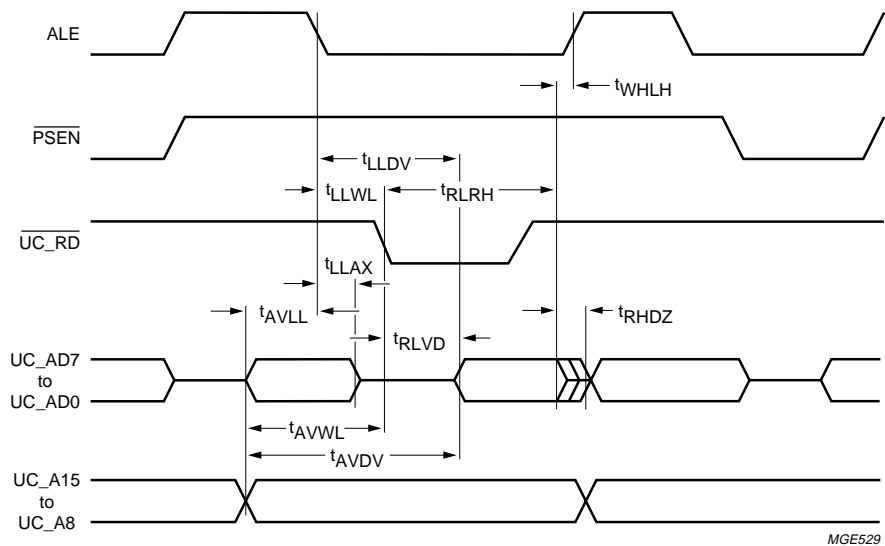 ALE
tWHLH
PSEN
tLLDV
tLLWL
tRLRH
UC_RD
tLLAX
tAVLL
tRHDZ
tRLVD
UC_AD7
to
UC_AD0
tAVWL
tAVDV
UC_A15
to
UC_A8
MGE529